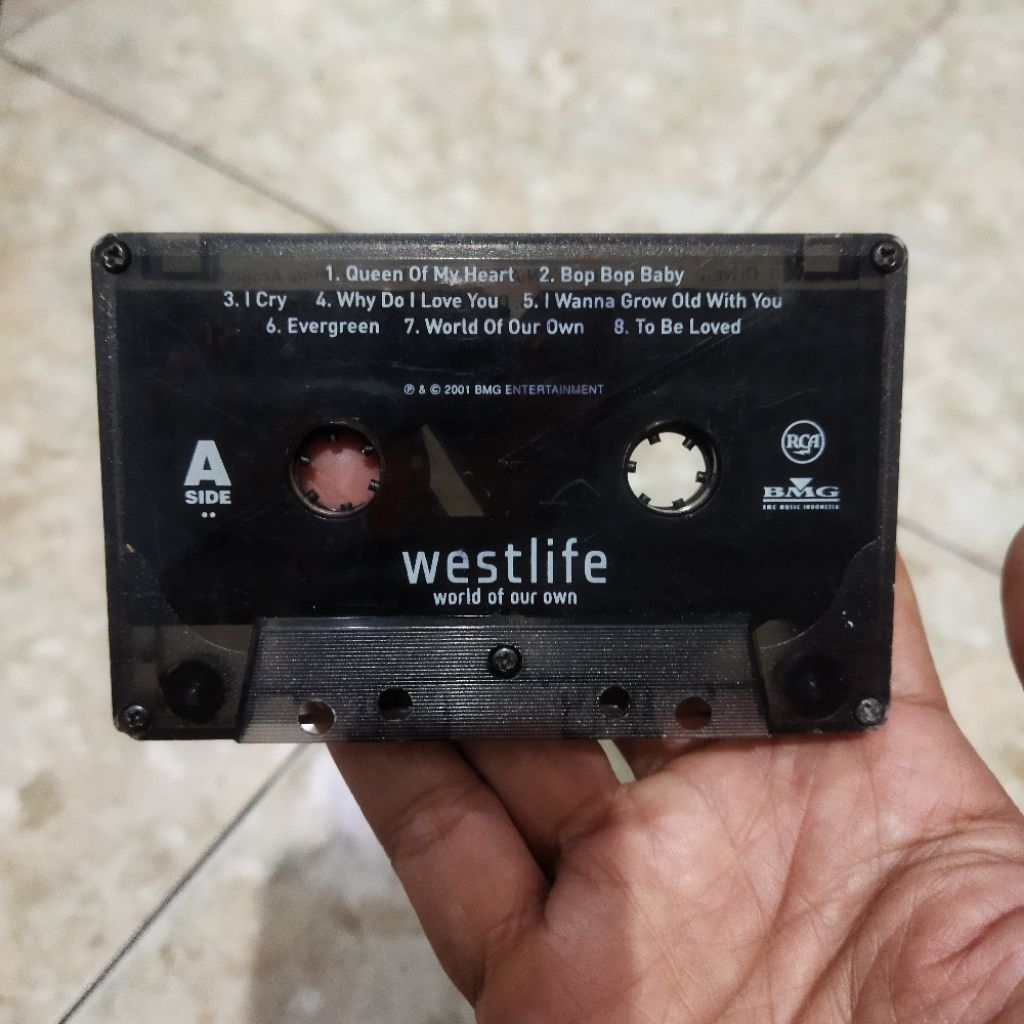 1. Queen Of My Heart 2. Bop Bop Baby
3. I Cry 4. Why Do I Love You 5. I Wanna Grow Old With You
6. Evergreen 7. World Of Our Own 8. To Be Loved
℗ & © 2001 BMG ENTERTAINMENT
A
SIDE
RCA
BMG
BMG MUSIC INDONESIA
westlife
world of our own